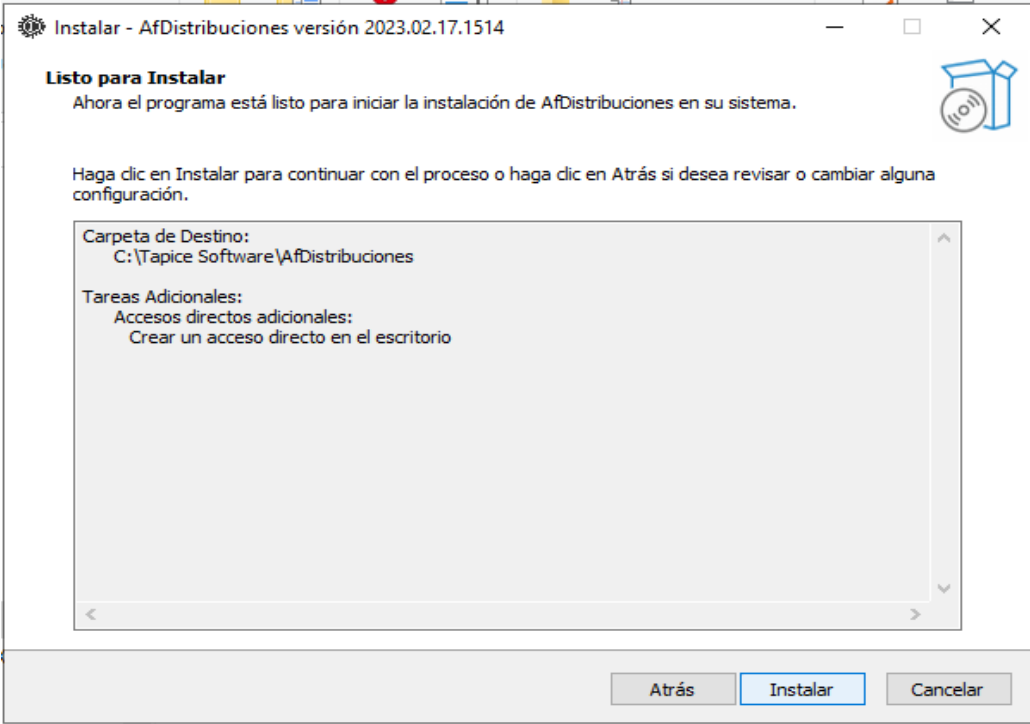 Instalar - AfDistribuciones versión 2023.02.17.1514
Listo para Instalar
Ahora el programa está listo para iniciar la instalación de AfDistribuciones en su sistema.
Haga clic en Instalar para continuar con el proceso o haga clic en Atrás si desea revisar o cambiar alguna
configuración.
Carpeta de Destino:
C:\Tapice Software\AfDistribuciones
Tareas Adicionales:
Accesos directos adicionales:
Crear un acceso directo en el escritorio
Atrás
Instalar
Cancelar